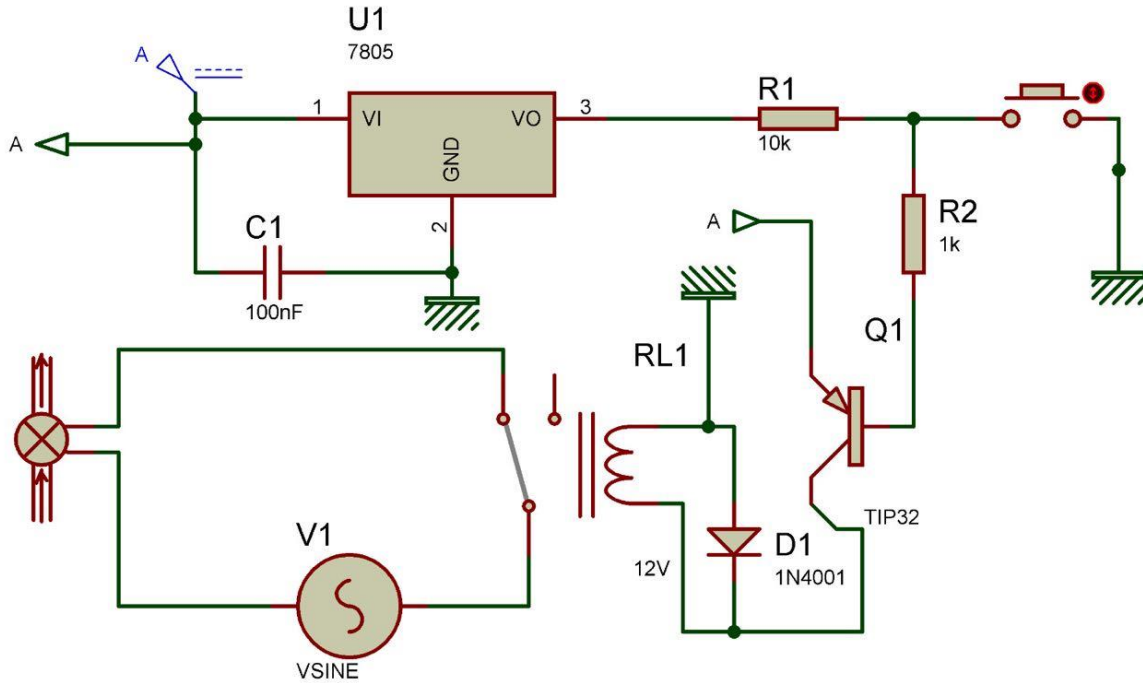 U1
7805
A
1
VI
VO
3
GND
2
R1
10k
A
C1
100nF
A
R2
1k
Q1
RL1
TIP32
V1
12V
D1
1N4001
VSINE